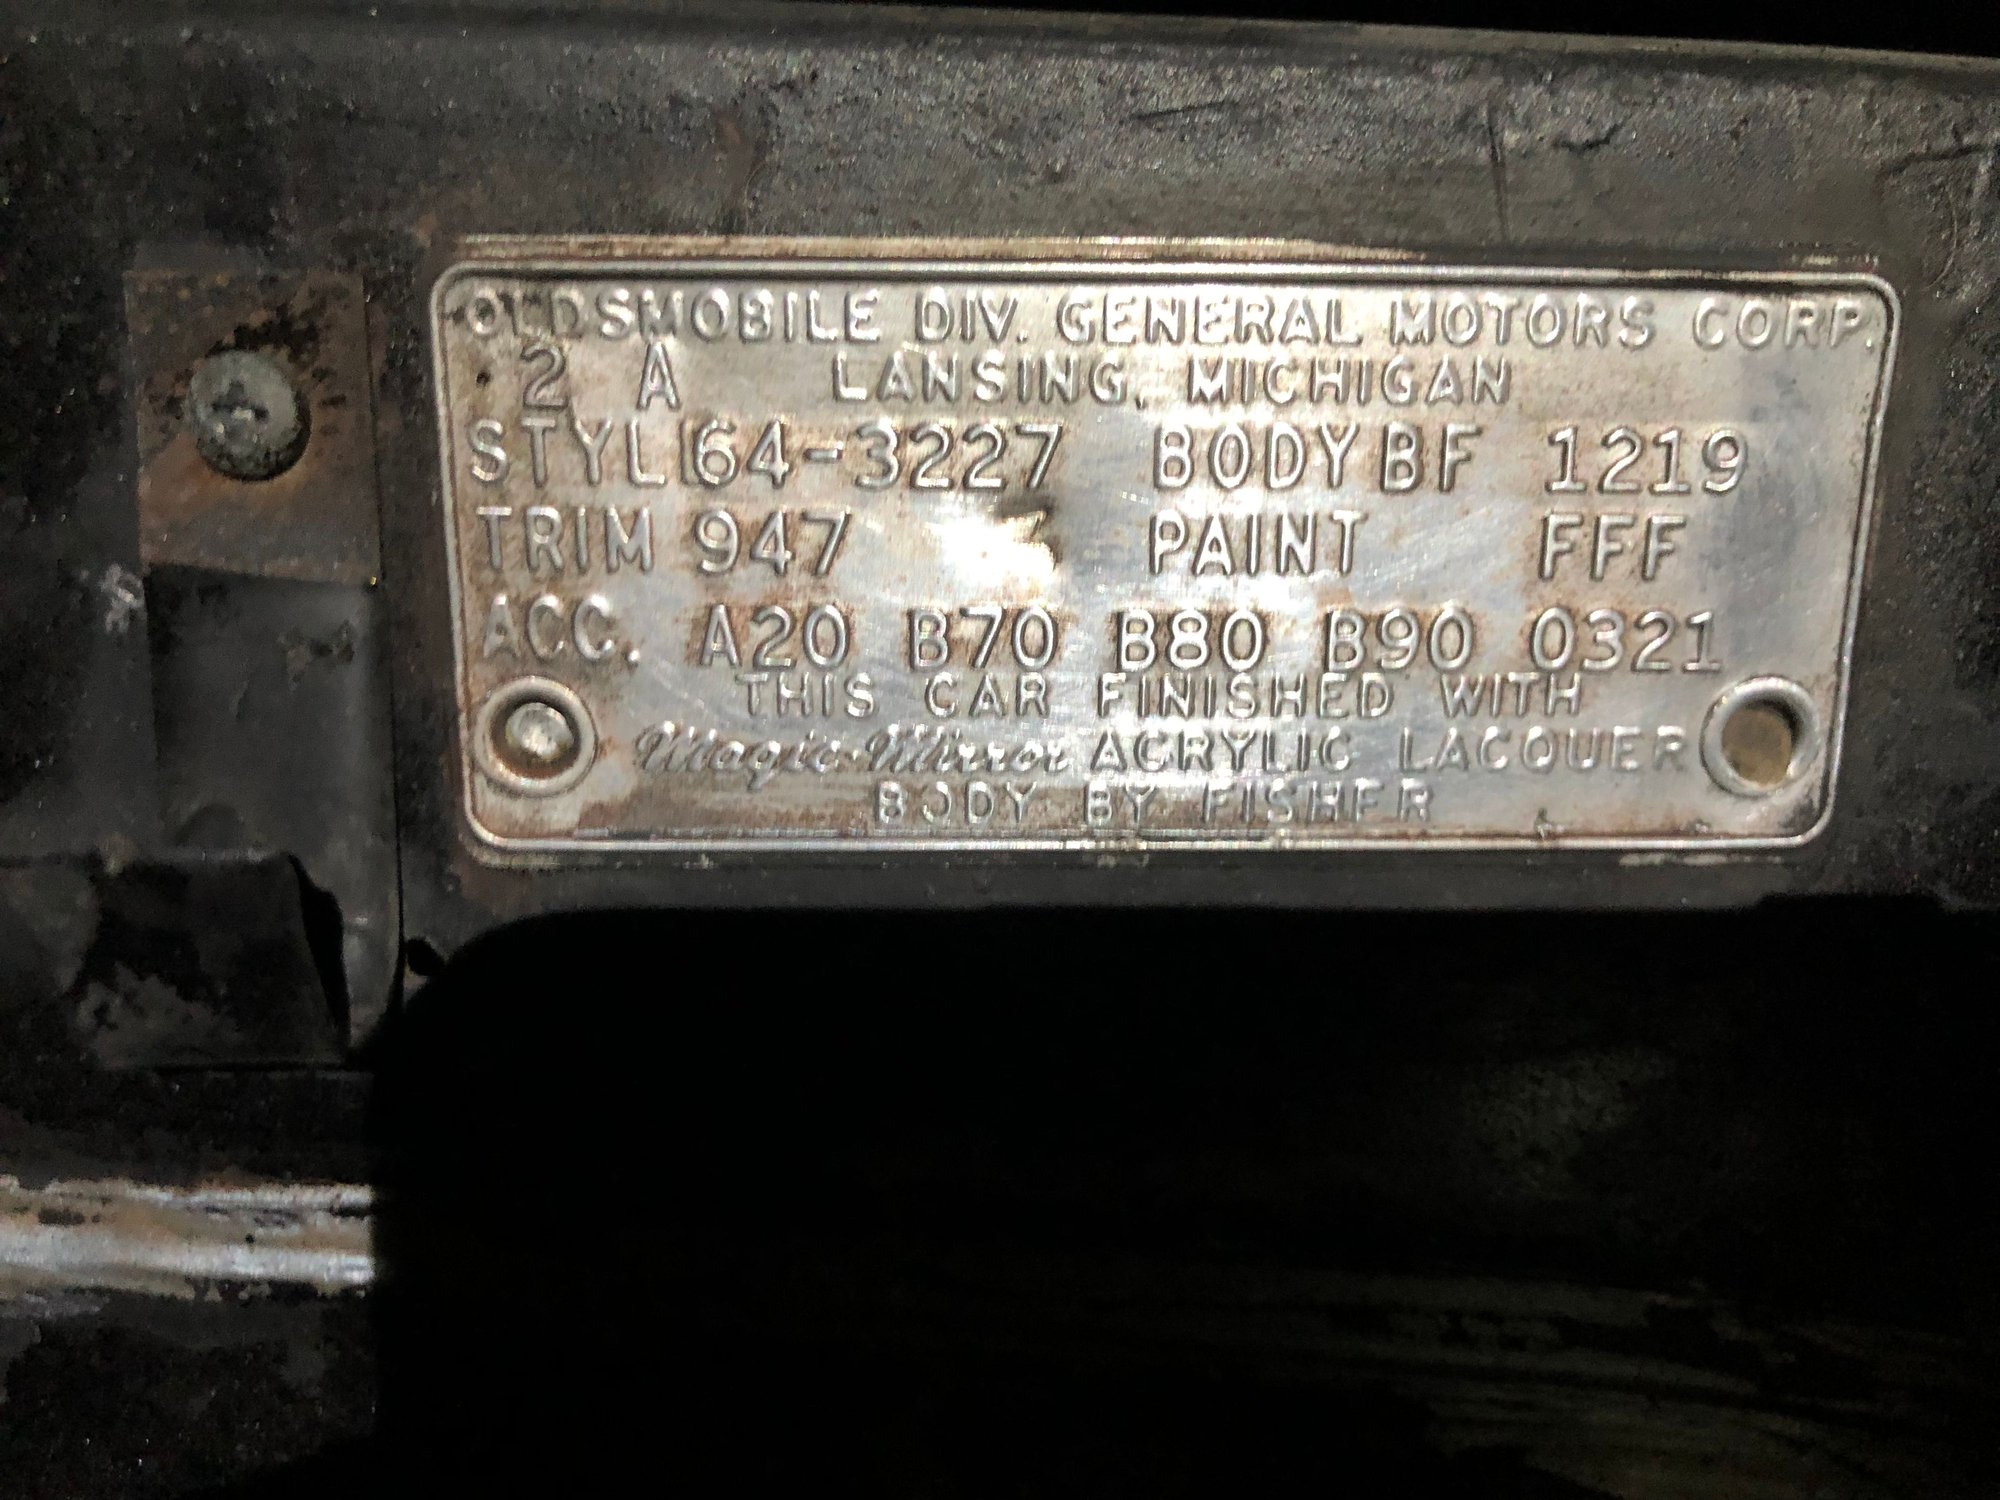 OLDSMOBILE DIV. GENERAL MOTORS CORP.
2 A LANSING, MICHIGAN
STYL 64-3227 BODY BF 1219
TRIM 947 PAINT FFF
ACC. A20 B70 B80 B90 0321
THIS CAR FINISHED WITH
Magic-Mirror ACRYLIC LACQUER
BODY BY FISHER